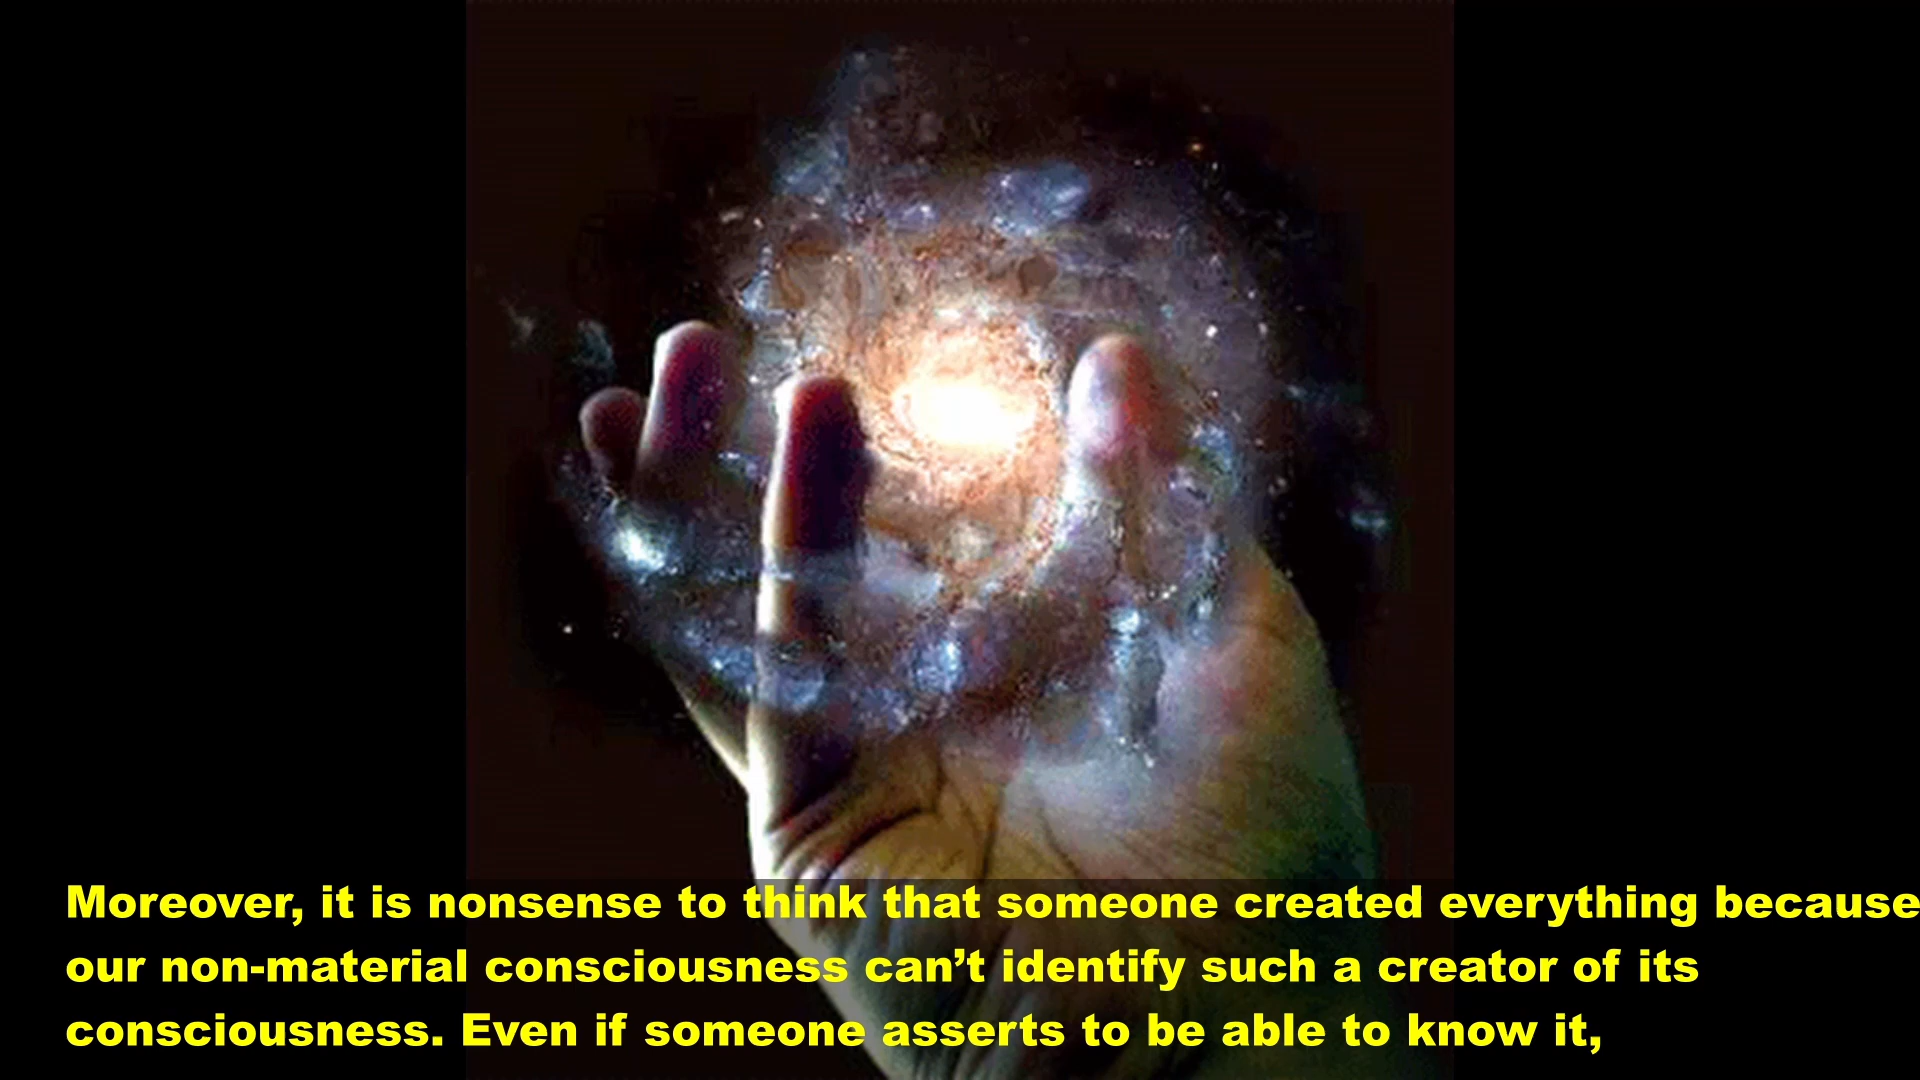 Moreover, it is nonsense to think that someone created everything because
our non-material consciousness can’t identify such a creator of its
consciousness. Even if someone asserts to be able to know it,